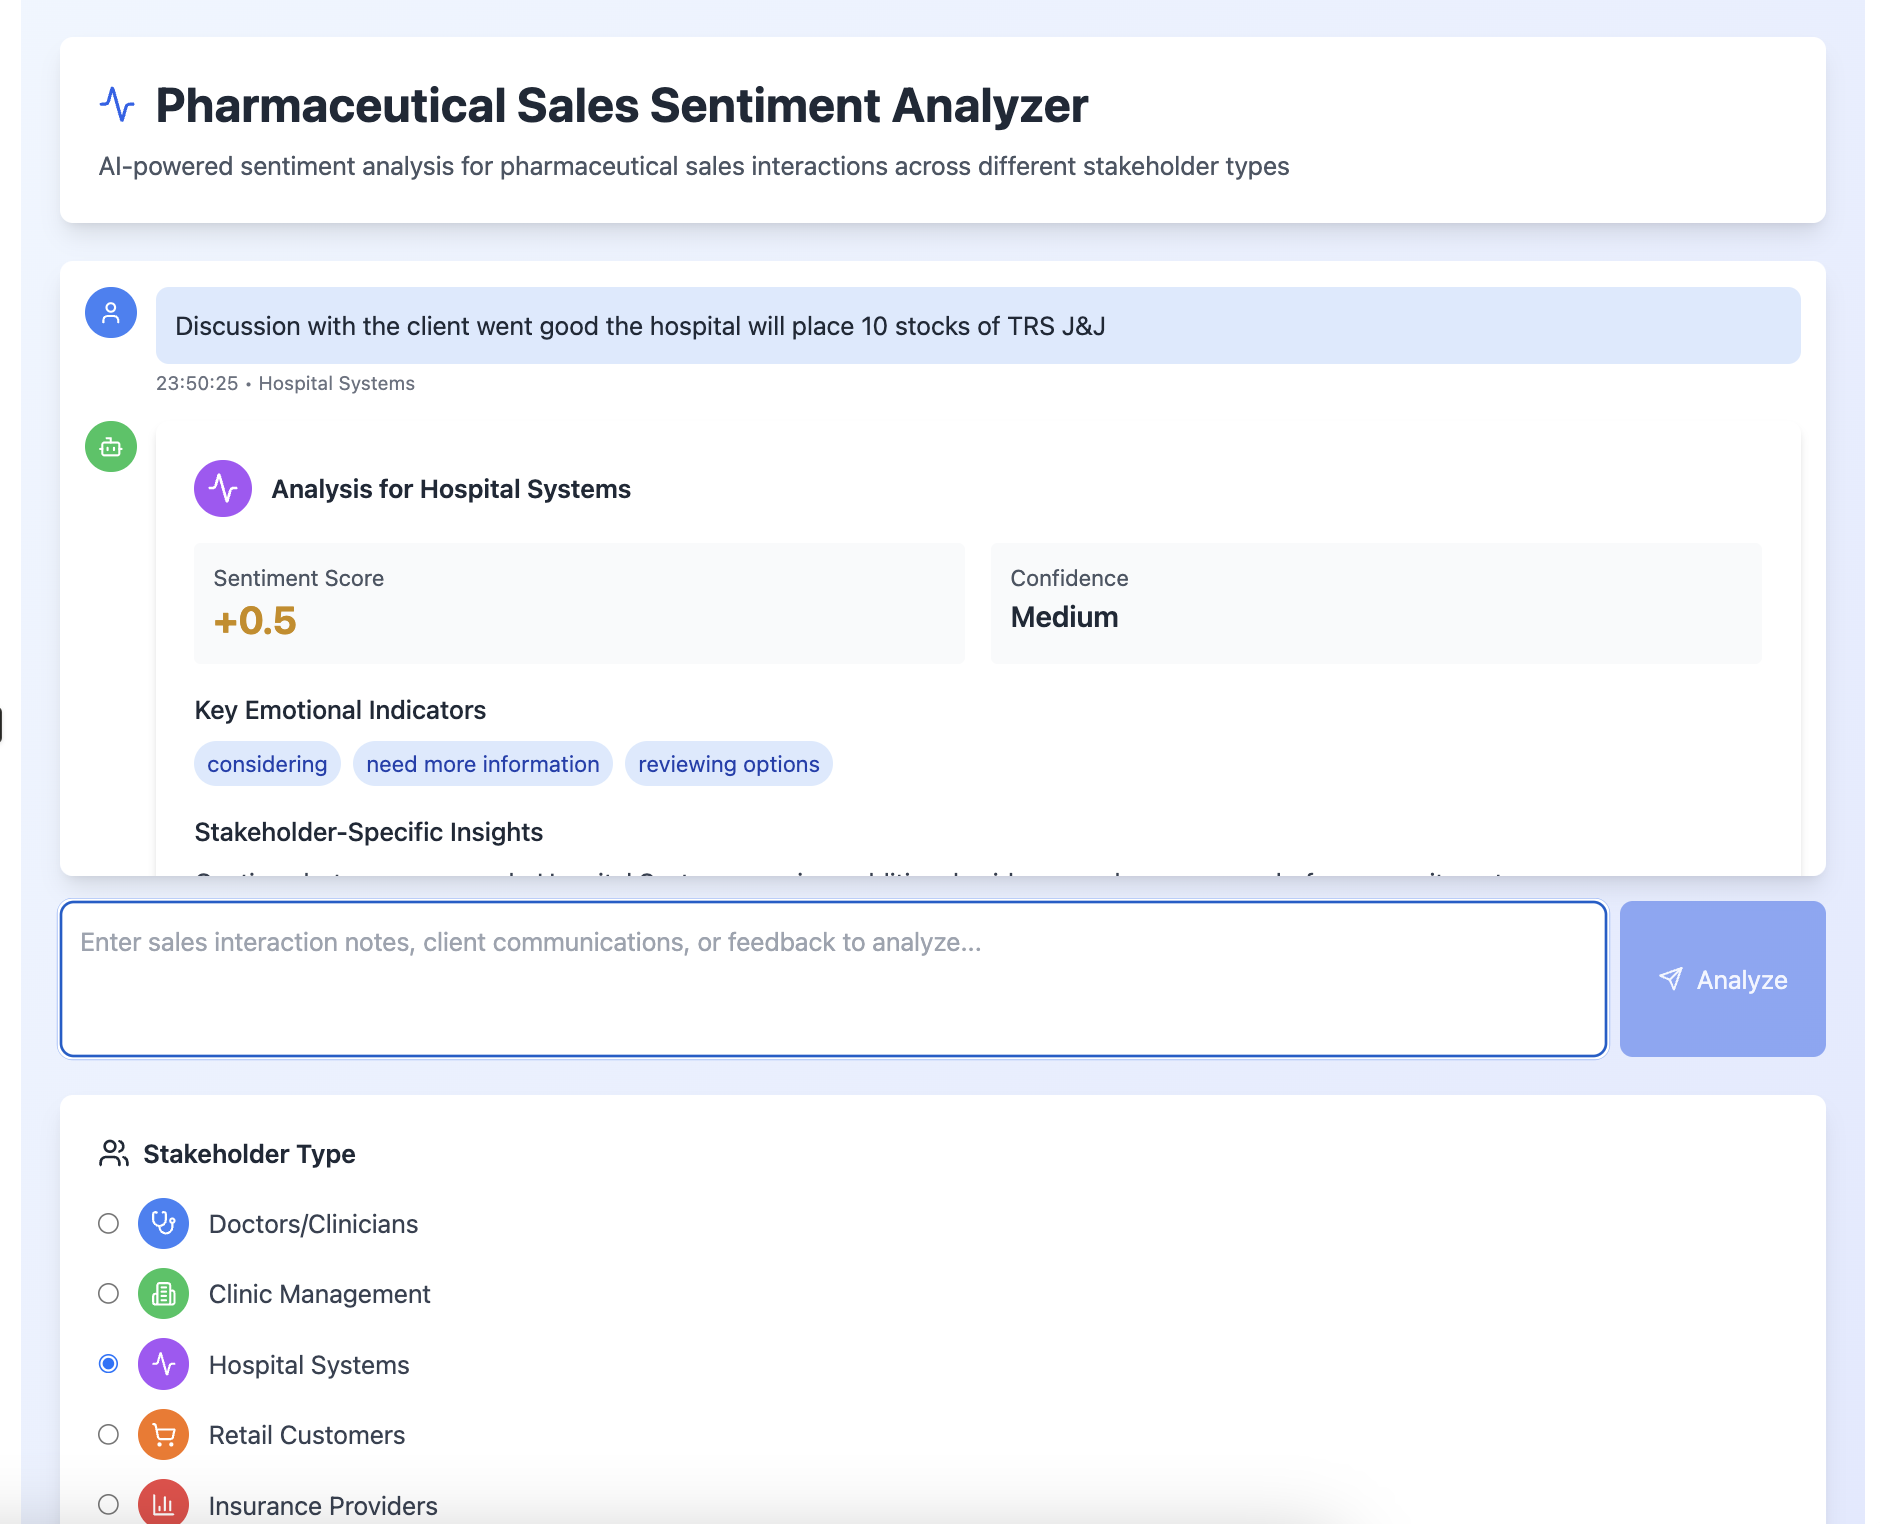 Pharmaceutical Sales Sentiment Analyzer
AI-powered sentiment analysis for pharmaceutical sales interactions across different stakeholder types
Discussion with the client went good the hospital will place 10 stocks of TRS J&J
23:50:25 • Hospital Systems
Analysis for Hospital Systems
Sentiment Score
+0.5
Confidence
Medium
Key Emotional Indicators
considering
need more information
reviewing options
Stakeholder-Specific Insights
Enter sales interaction notes, client communications, or feedback to analyze...
Analyze
Stakeholder Type
Doctors/Clinicians
Clinic Management
Hospital Systems
Retail Customers
Insurance Providers